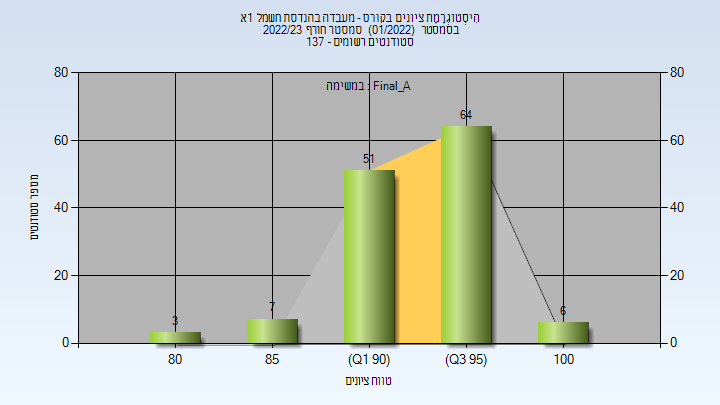 היסטוגרמת ציונים בקורס - מעבדה בהנדסת חשמל 1א
בסמסטר (01/2022) סמסטר חורף 2022/23
סטודנטים רשומים - 137
במשימה : Final_A
80
60
40
20
0
80
60
40
20
0
מספר סטודנטים
3
7
51
64
6
80
85
(Q1 90)
(Q3 95)
100
טווח ציונים